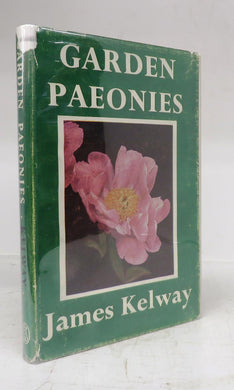 GARDEN
PAEONIES
James Kelway
GARDEN PAEONIES · KELWAY